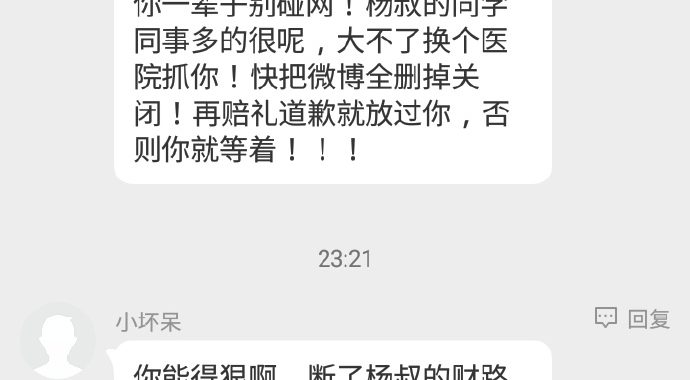 你一辈子别碰网！杨叔的同学
同事多的很呢，大不了换个医
院抓你！快把微博全删掉关
闭！再赔礼道歉就放过你，否
则你就等着！！！
23:21
小坏呆
回复
你能得狠啊，断了杨叔的财路